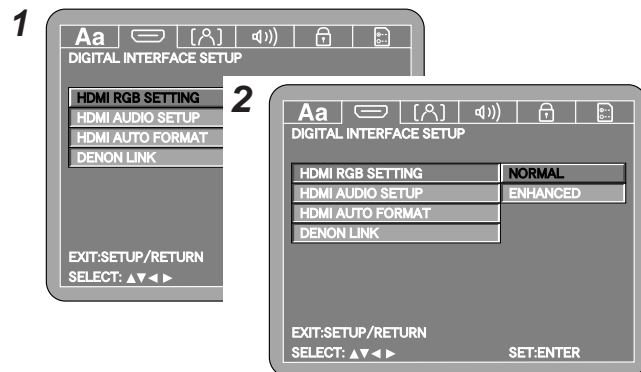 1
Aa
DIGITAL INTERFACE SETUP
HDMI RGB SETTING
HDMI AUDIO SETUP
HDMI AUTO FORMAT
DENON LINK
EXIT:SETUP/RETURN
SELECT: ▲▼◄ ►
2
Aa
DIGITAL INTERFACE SETUP
HDMI RGB SETTING NORMAL
HDMI AUDIO SETUP ENHANCED
HDMI AUTO FORMAT
DENON LINK
EXIT:SETUP/RETURN
SELECT: ▲▼◄ ► SET:ENTER